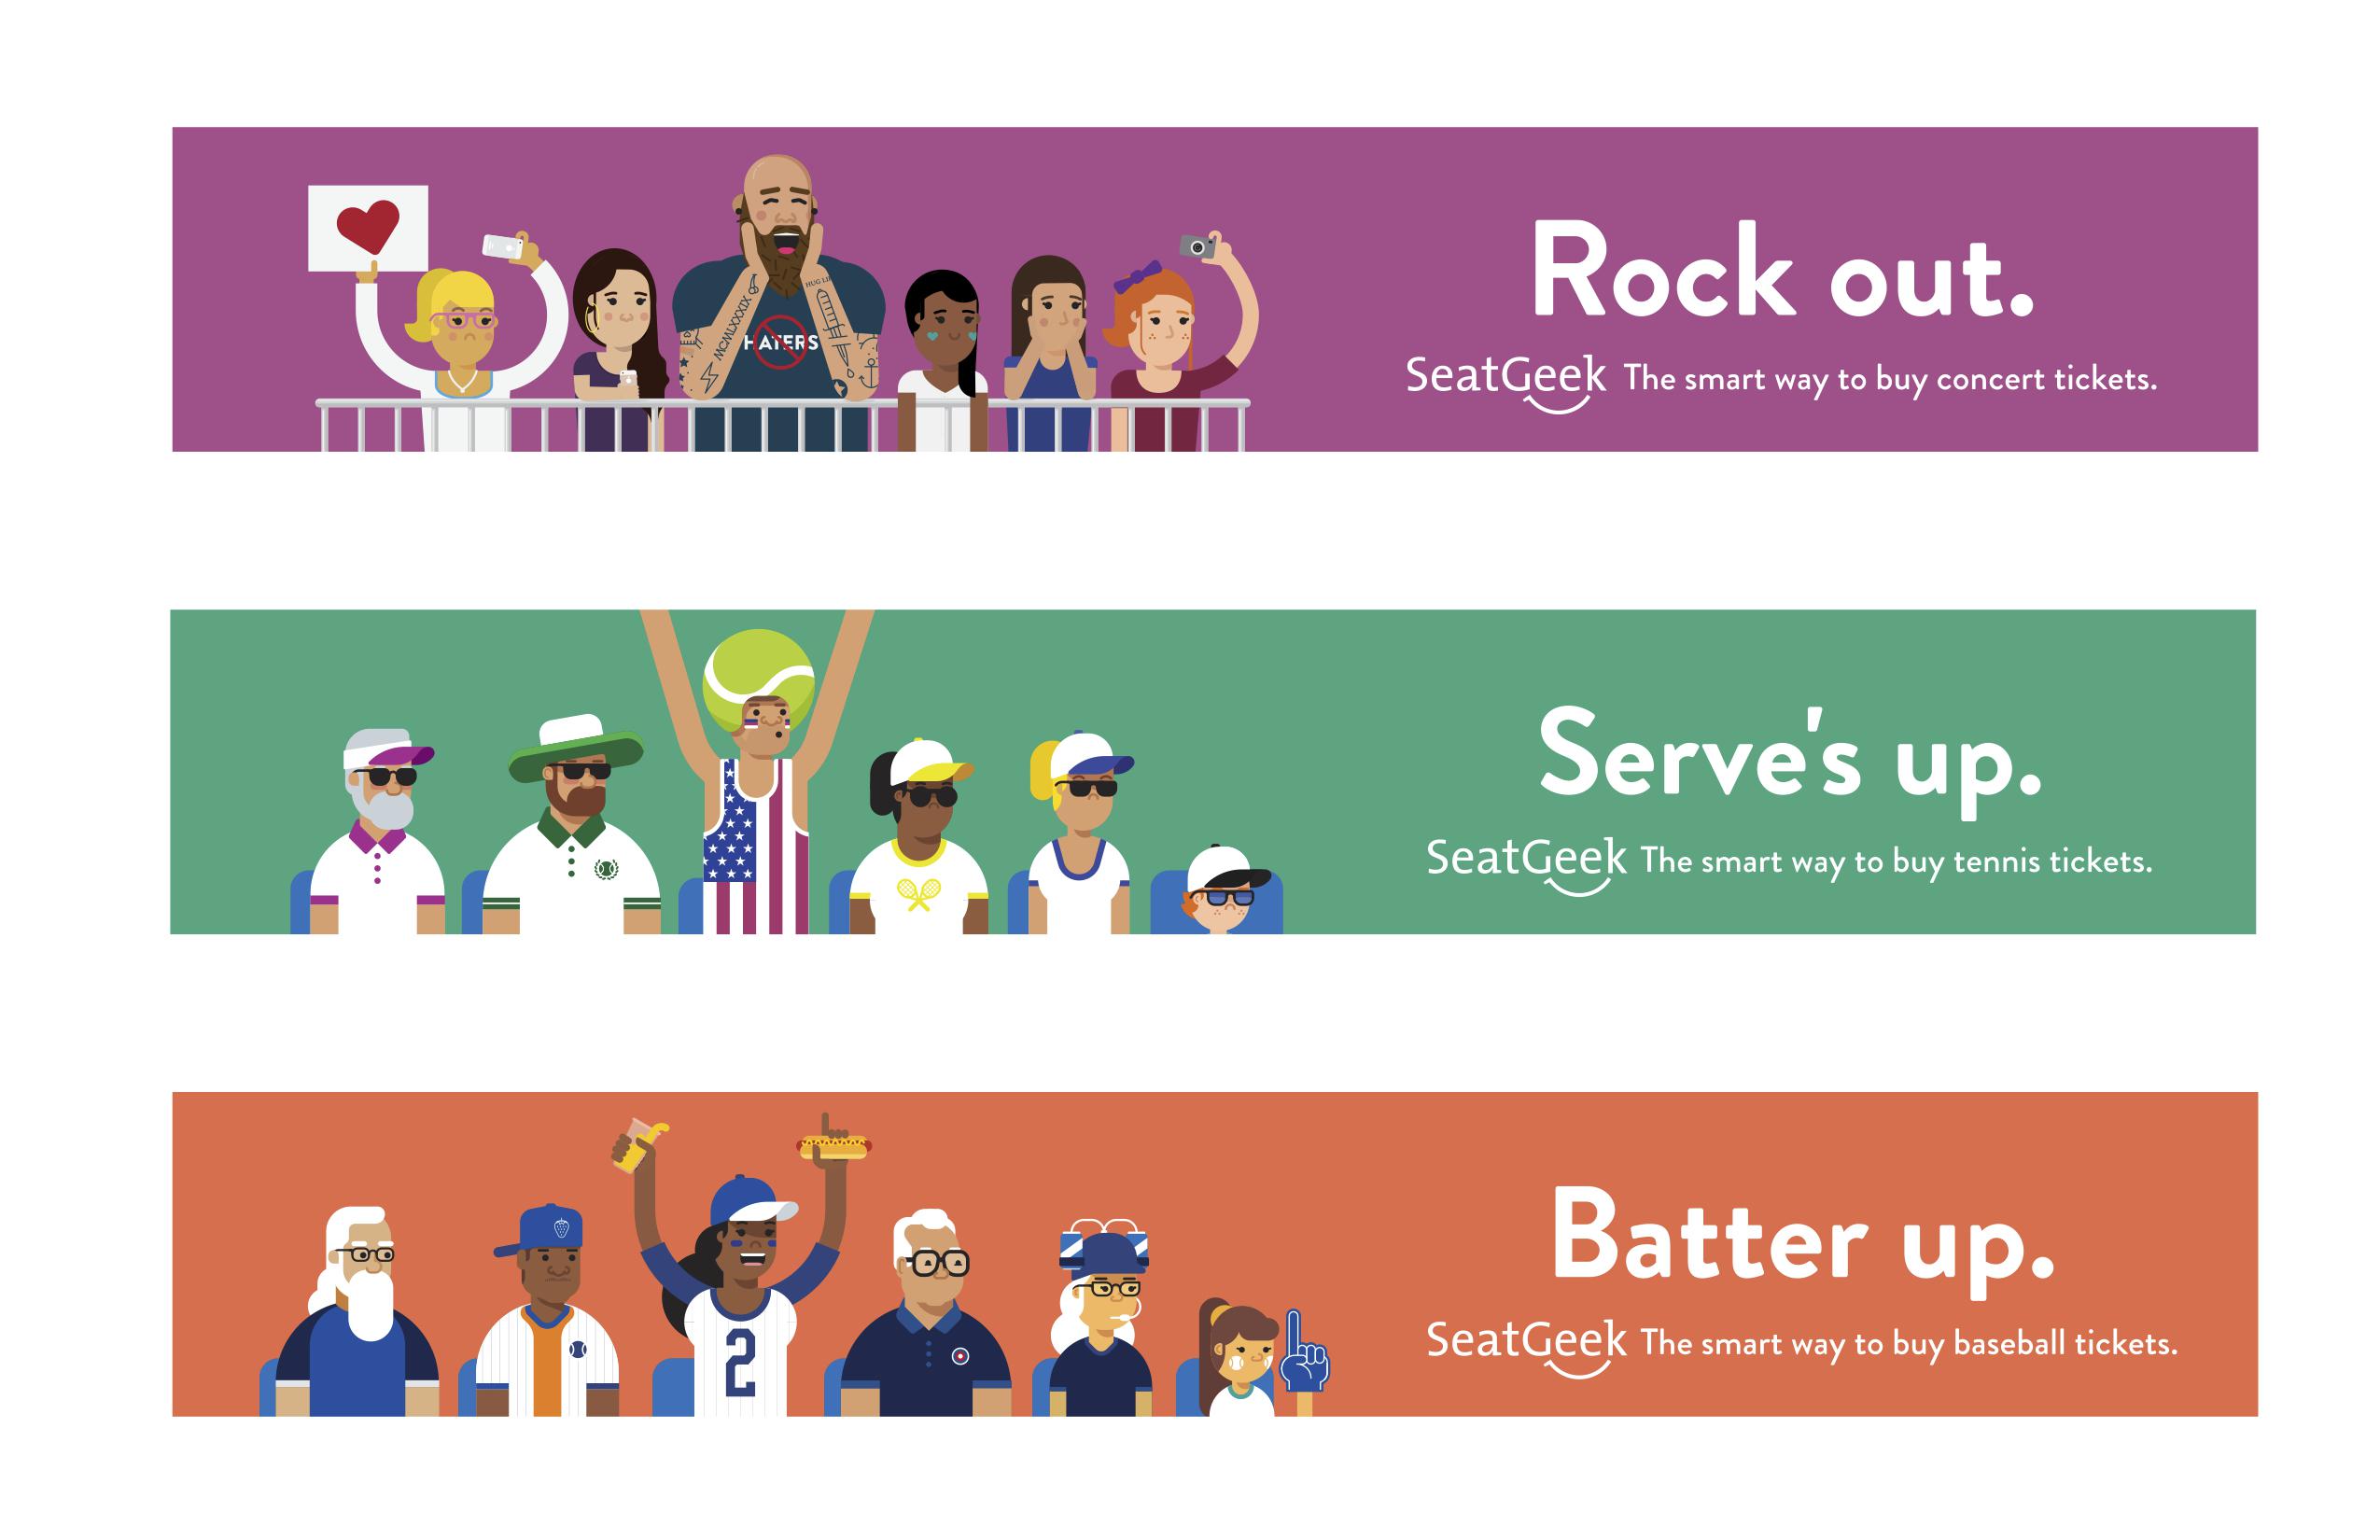 Rock out.
SeatGeek The smart way to buy concert tickets.
HATERS
MCMLXXXIX
HUG LIF
Serve's up.
SeatGeek The smart way to buy tennis tickets.
Batter up.
SeatGeek The smart way to buy baseball tickets.
2